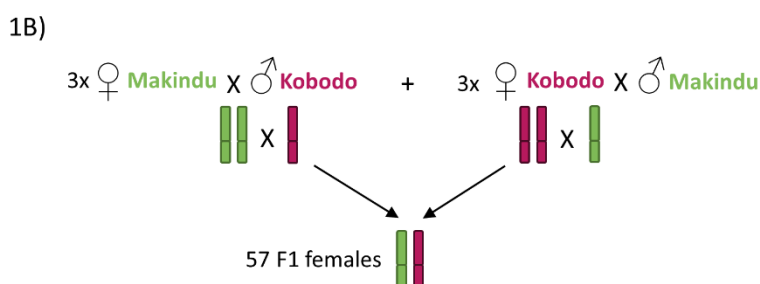 1B)
3x ♀ Makindu X ♂ Kobodo + 3x ♀ Kobodo X ♂ Makindu
X X
57 F1 females